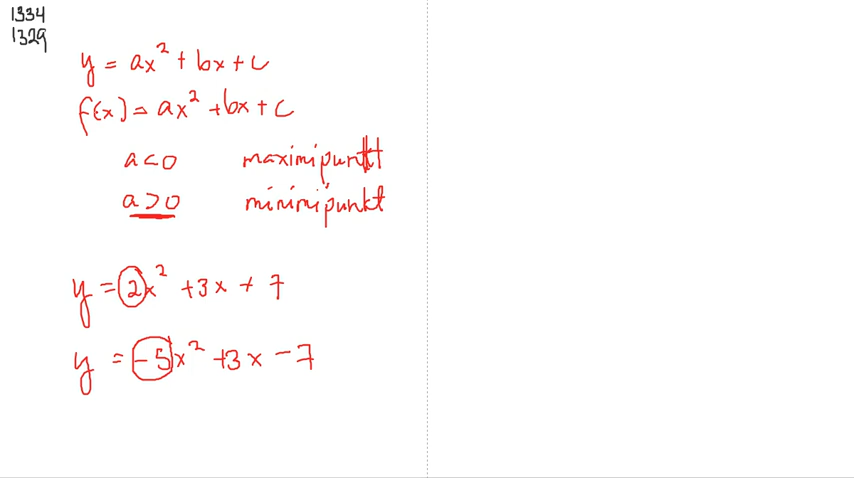 1334
1329
y = ax² + bx + c
f(x) = ax² + bx + c
a < 0 maximipunkt
a > 0 minimipunkt
y = 2x² + 3x + 7
y = -5x² + 3x - 7